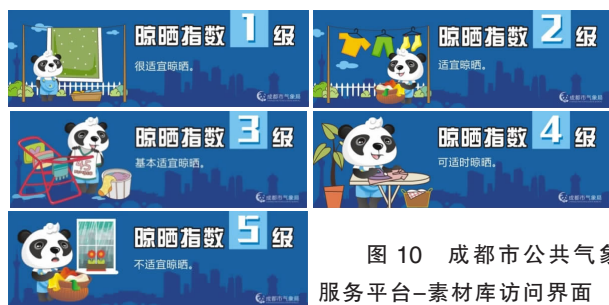 晾晒指数 1 级
很适宜晾晒。
成都市气象局
晾晒指数 2 级
适宜晾晒。
成都市气象局
晾晒指数 3 级
基本适宜晾晒。
成都市气象局
晾晒指数 4 级
可适时晾晒。
成都市气象局
晾晒指数 5 级
不适宜晾晒。
成都市气象局
图 10 成都市公共气象
服务平台-素材库访问界面